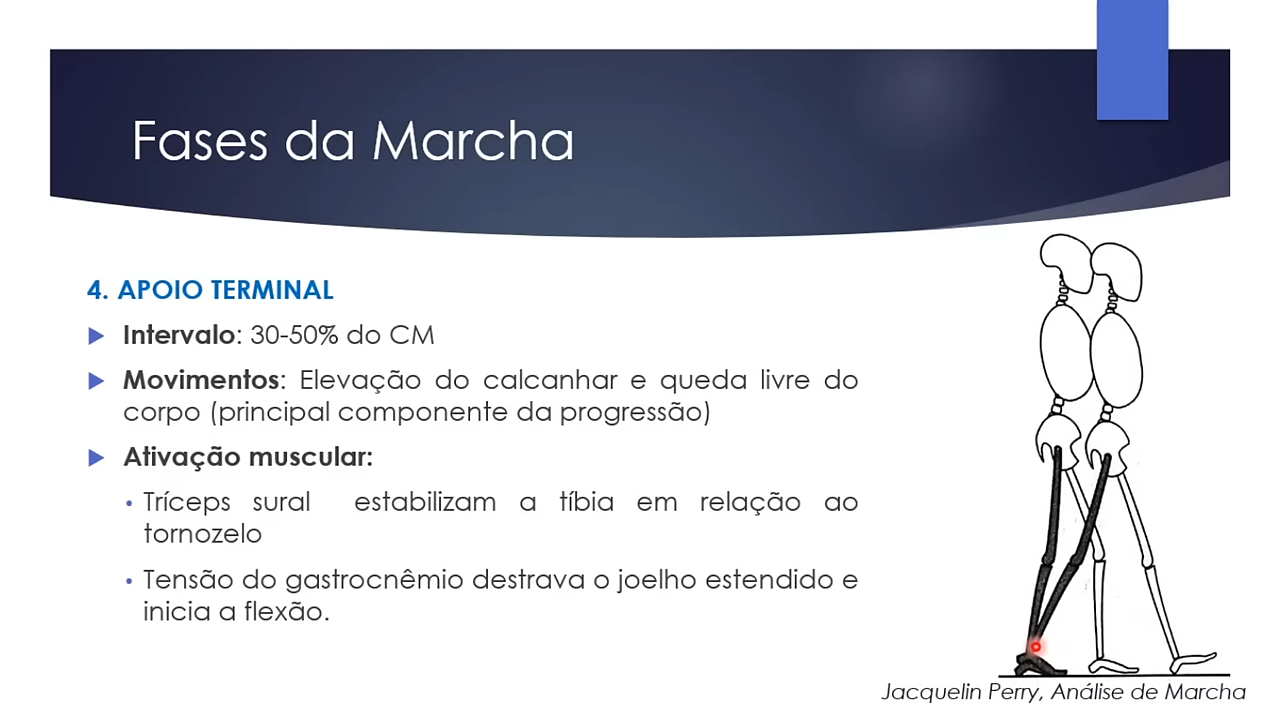 Fases da Marcha
4. APOIO TERMINAL
Intervalo: 30-50% do CM
Movimentos: Elevação do calcanhar e queda livre do
corpo (principal componente da progressão)
Ativação muscular:
• Tríceps sural estabilizam a tíbia em relação ao
tornozelo
• Tensão do gastrocnêmio destrava o joelho estendido e
inicia a flexão.
Jacquelin Perry, Análise de Marcha